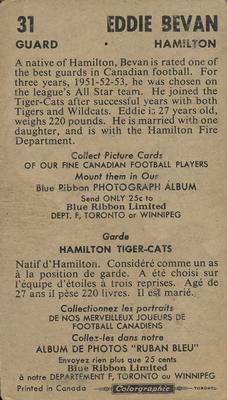 31 EDDIE BEVAN
GUARD • HAMILTON
A native of Hamilton, Bevan is rated one
of the best guards in Canadian football. For
three years, 1951-52-53, he was chosen on
the league's All Star team. He joined the
Tiger-Cats after successful years with both
Tigers and Wildcats. Eddie is 27 years old,
weighs 220 pounds. He is married with one
daughter, and is with the Hamilton Fire
Department.
Collect Picture Cards
OF OUR FINE CANADIAN FOOTBALL PLAYERS
Mount them in Our
Blue Ribbon PHOTOGRAPH ALBUM
Send ONLY 25c to
Blue Ribbon Limited
DEPT. F, TORONTO or WINNIPEG
Garde
HAMILTON TIGER-CATS
Natif d'Hamilton. Considéré comme un as
à la position de garde. A été choisi sur
l'équipe d'étoiles à trois reprises. Agé de
27 ans il pèse 220 livres. Il est marié.
Collectionnez les portraits
DE NOS MERVEILLEUX JOUEURS DE
FOOTBALL CANADIENS
Collez-les dans notre
ALBUM DE PHOTOS "RUBAN BLEU"
Envoyez rien plus que 25 cents
Blue Ribbon Limited
à notre DEPARTEMENT F, TORONTO ou WINNIPEG
Printed in Canada Colorgraphic TORONTO